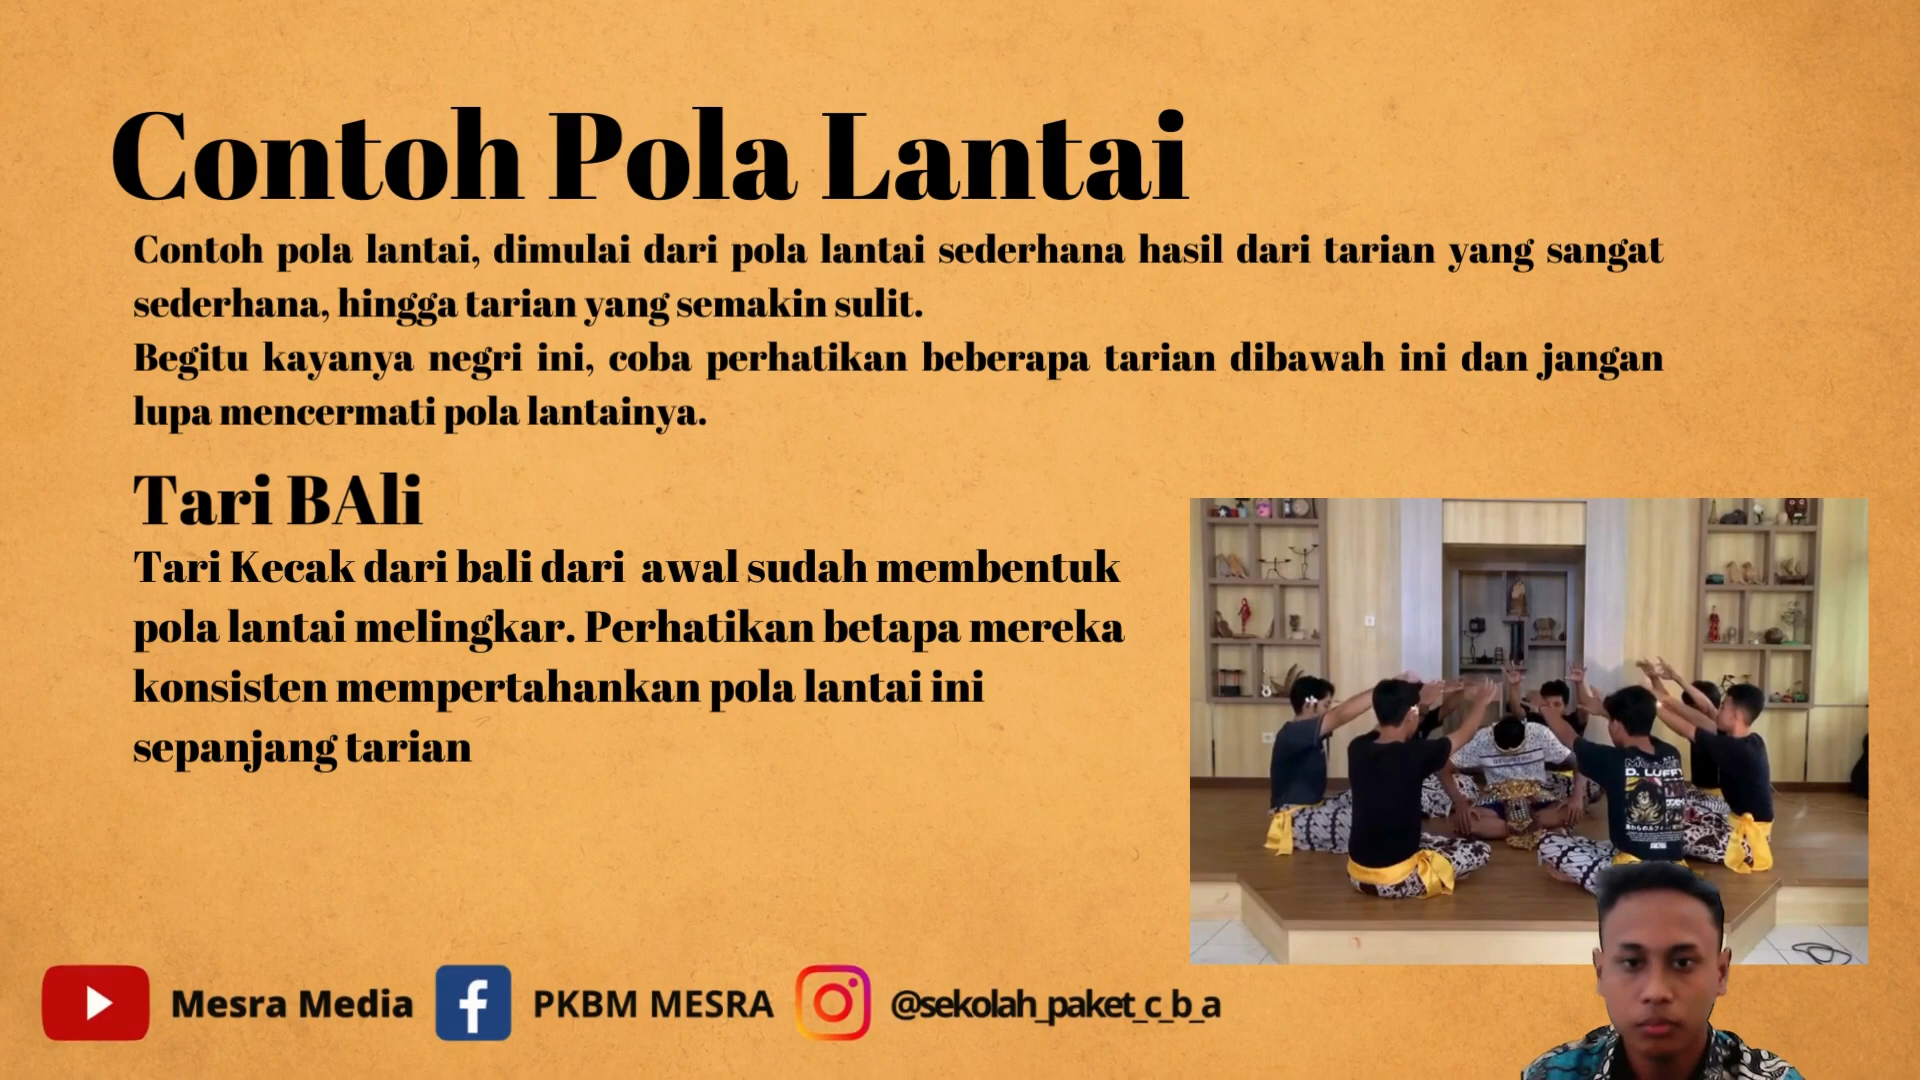 Contoh Pola Lantai
Contoh pola lantai, dimulai dari pola lantai sederhana hasil dari tarian yang sangat
sederhana, hingga tarian yang semakin sulit.
Begitu kayanya negri ini, coba perhatikan beberapa tarian dibawah ini dan jangan
lupa mencermati pola lantainya.
Tari BAli
Tari Kecak dari bali dari awal sudah membentuk
pola lantai melingkar. Perhatikan betapa mereka
konsisten mempertahankan pola lantai ini
sepanjang tarian
D. LUFFY
Mesra Media
PKBM MESRA
@sekolah_paket_c_b_a